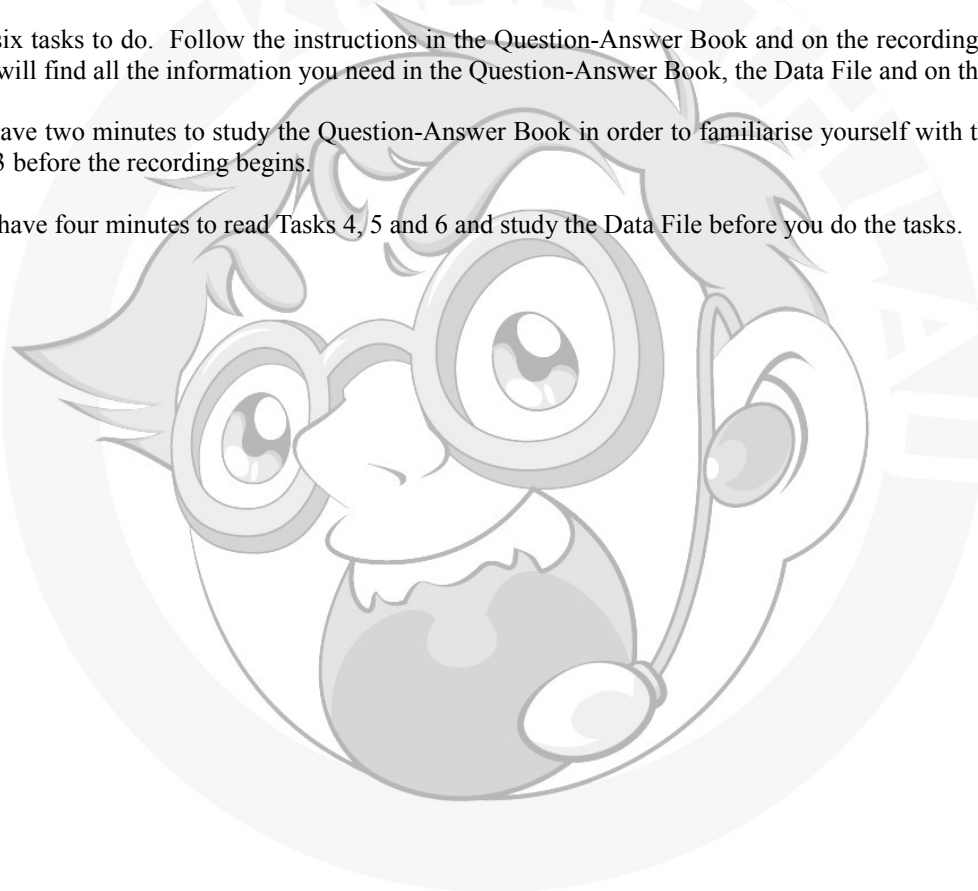 six tasks to do. Follow the instructions in the Question-Answer Book and on the recording
will find all the information you need in the Question-Answer Book, the Data File and on th
ave two minutes to study the Question-Answer Book in order to familiarise yourself with t
3 before the recording begins.
have four minutes to read Tasks 4, 5 and 6 and study the Data File before you do the tasks.